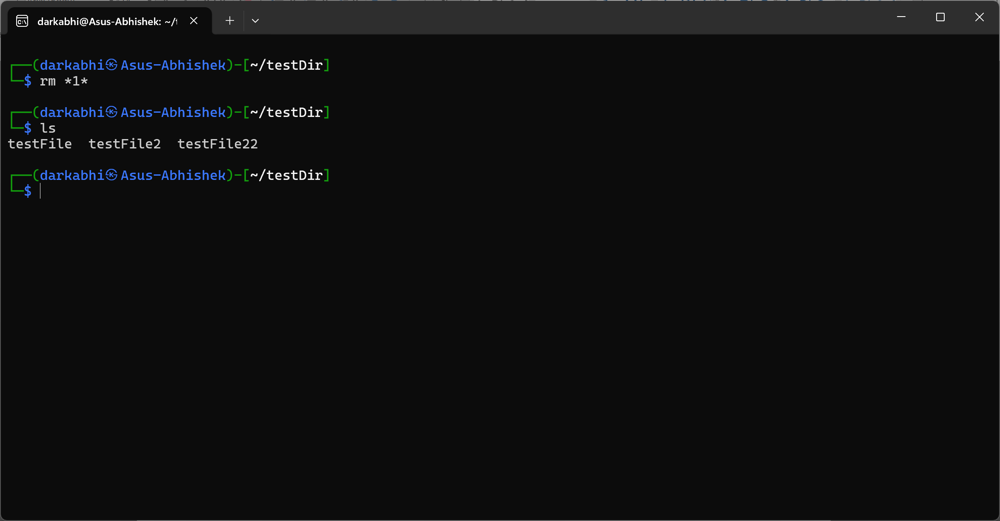 darkabhi@Asus-Abhishek: ~/t
┌──(darkabhi㉿Asus-Abhishek)-[~/testDir]
└─$ rm *1*
┌──(darkabhi㉿Asus-Abhishek)-[~/testDir]
└─$ ls
testFile  testFile2  testFile22
┌──(darkabhi㉿Asus-Abhishek)-[~/testDir]
└─$